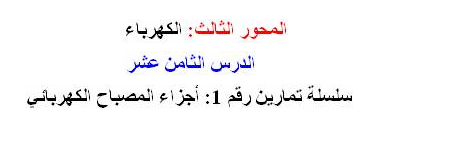 المحور الثالث: الكهرباء
الدرس الثامن عشر
سلسلة تمارين رقم 1: أجزاء المصباح الكهربائي